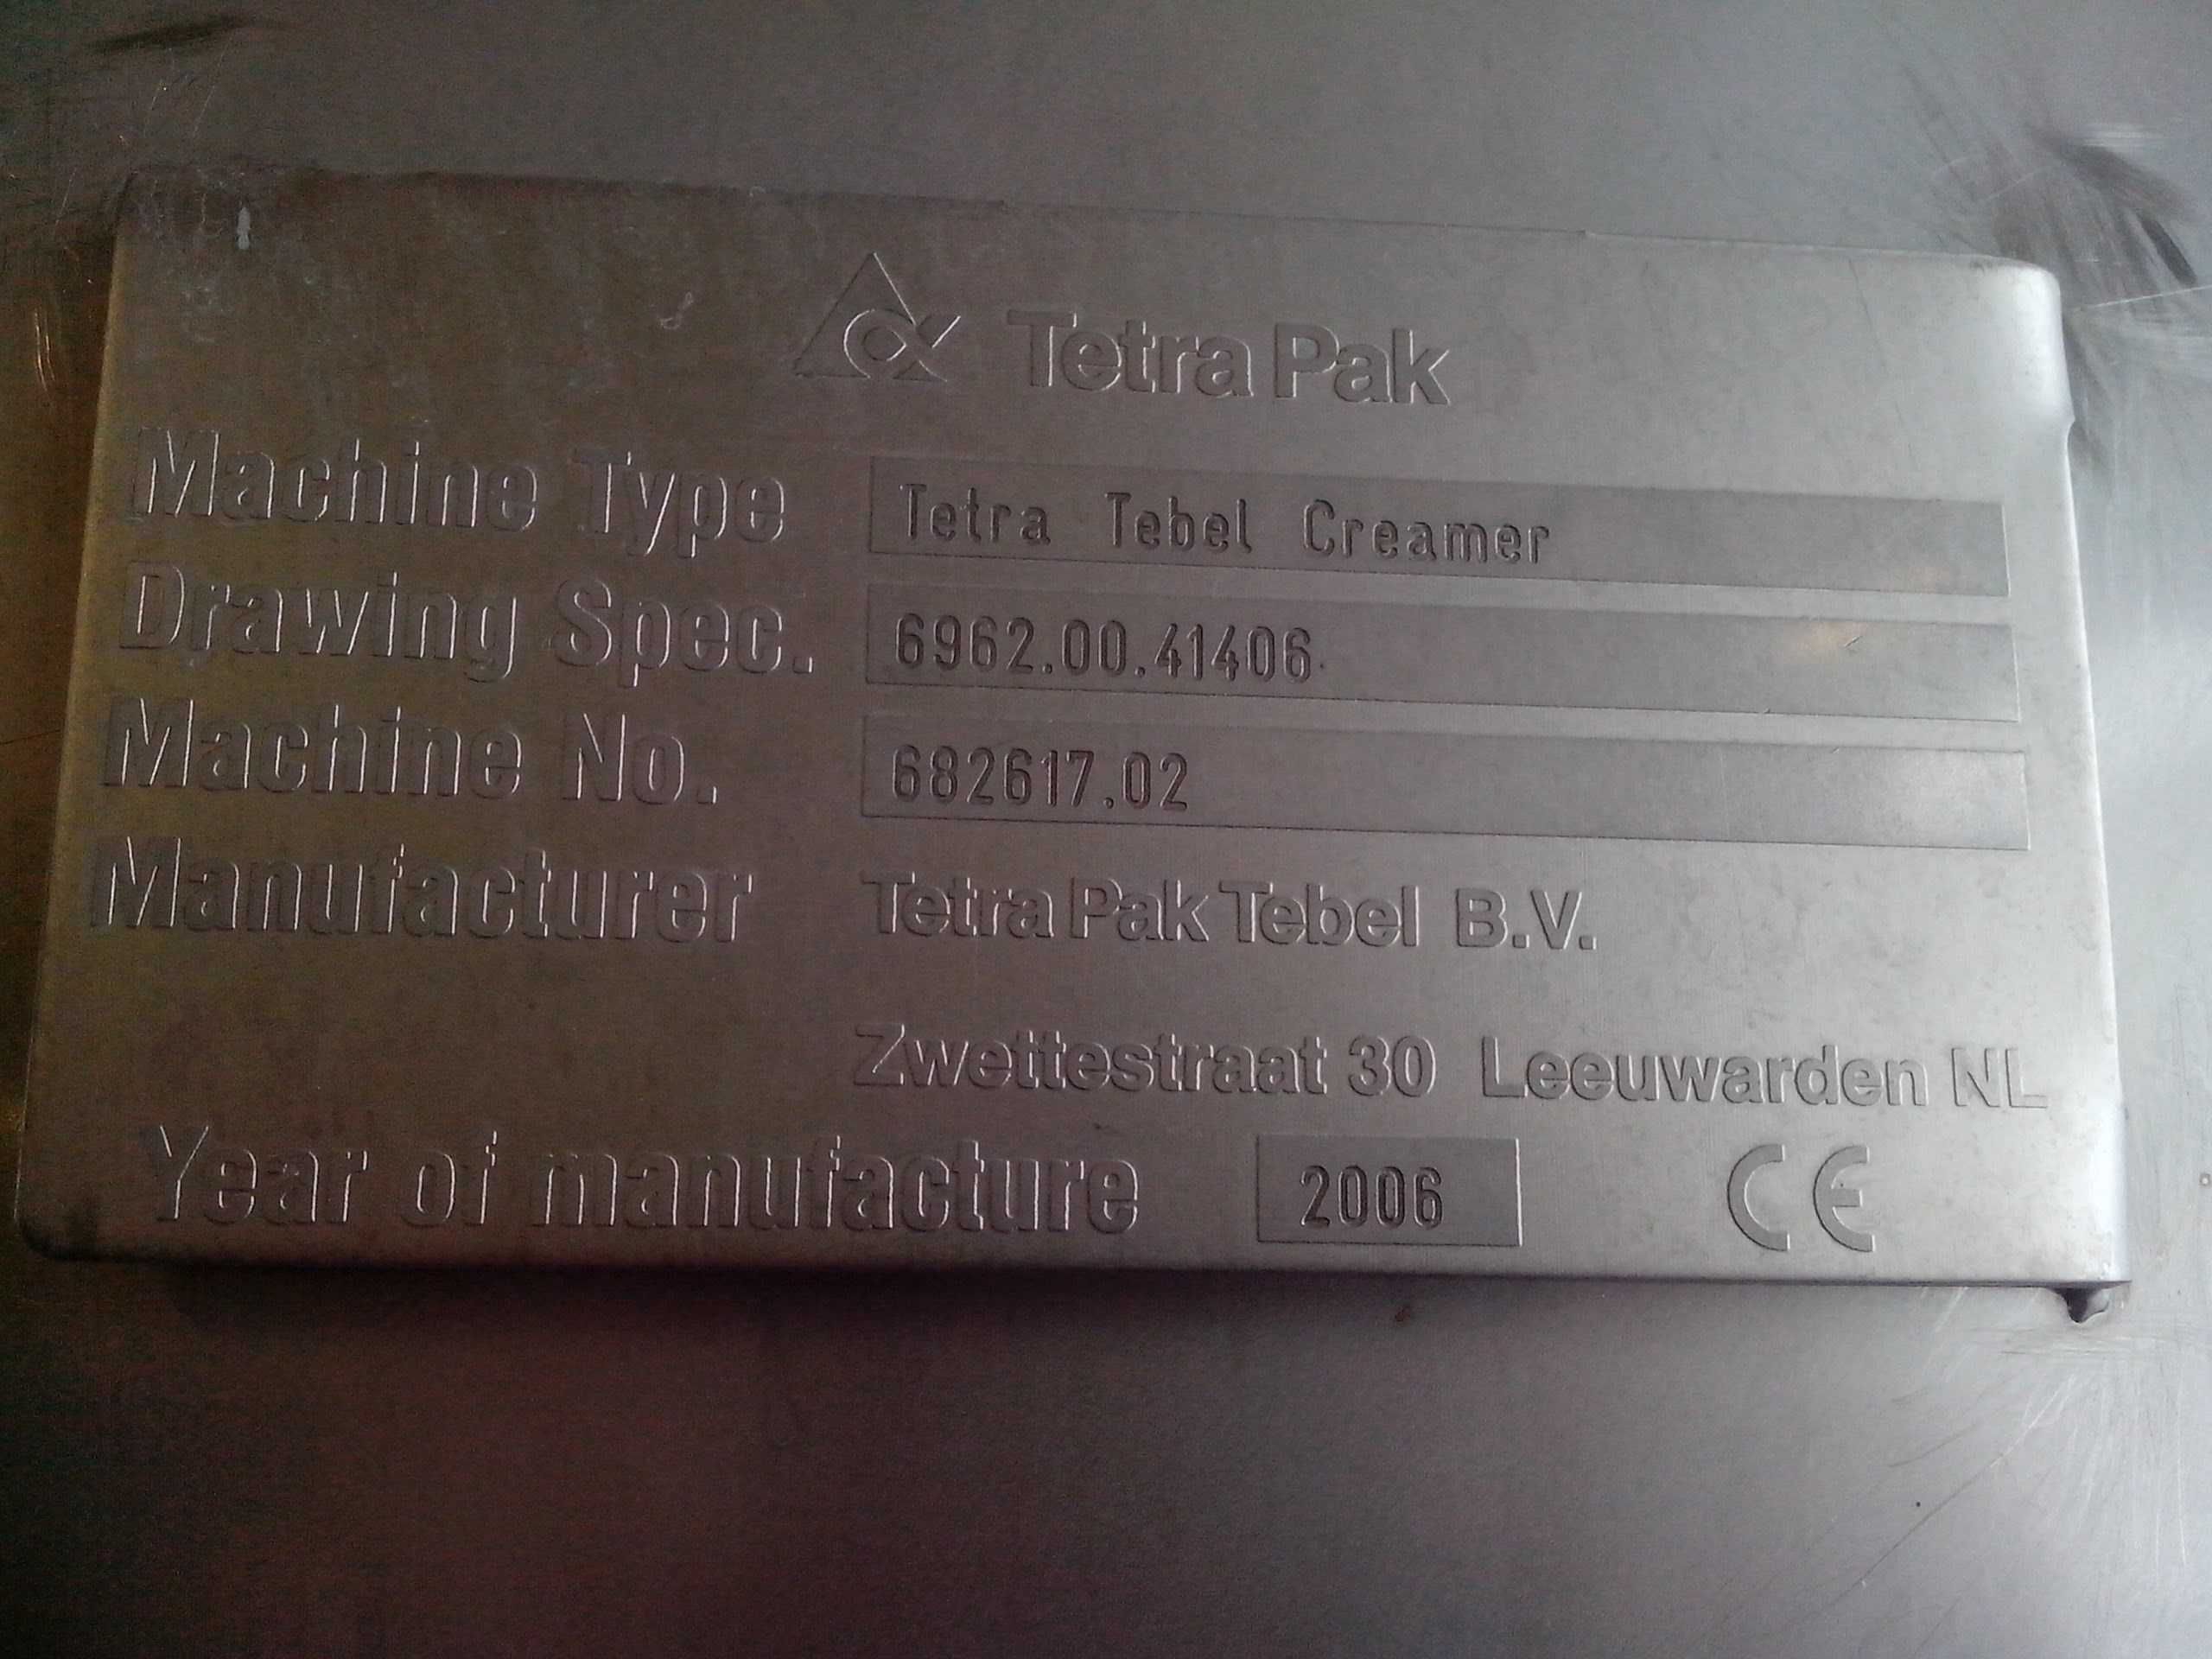 Tetra Pak
Machine Type Tetra Tebel Creamer
Drawing Spec. 6962.00.41406
Machine No. 682617.02
Manufacturer Tetra Pak Tebel B.V.
Zwettestraat 30 Leeuwarden NL
Year of manufacture 2006 CE